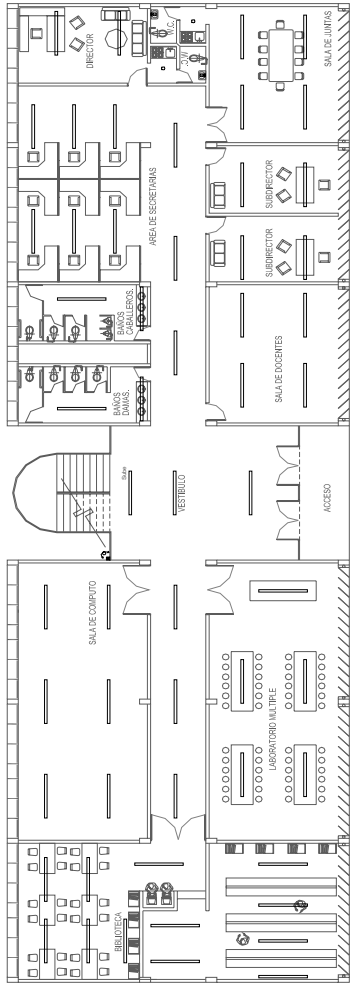 DIRECTOR
W.C.
W.C.
SALA DE JUNTAS
AREA DE SECRETARIAS
SUBDIRECTOR
SUBDIRECTOR
BAÑOS
CABALLEROS.
BAÑOS
DAMAS.
SALA DE DOCENTES
Sube
VESTIBULO
ACCESO
SALA DE COMPUTO
LABORATORIO MULTIPLE
BIBLIOTECA